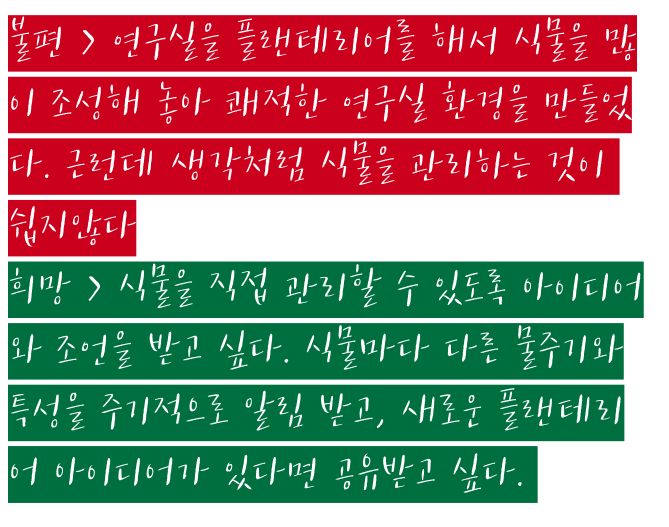 불편 > 연구실을 플랜테리어를 해서 식물을 많
이 조성해 놓아 쾌적한 연구실 환경을 만들었
다. 근런데 생각처럼 식물을 관리하는 것이
쉽지않다
희망 > 식물을 직접 관리할 수 있도록 아이디어
와 조언을 받고 싶다. 식물마다 다른 물주기와
특성을 주기적으로 알림 받고, 새로운 플랜테리
어 아이디어가 있다면 공유받고 싶다.